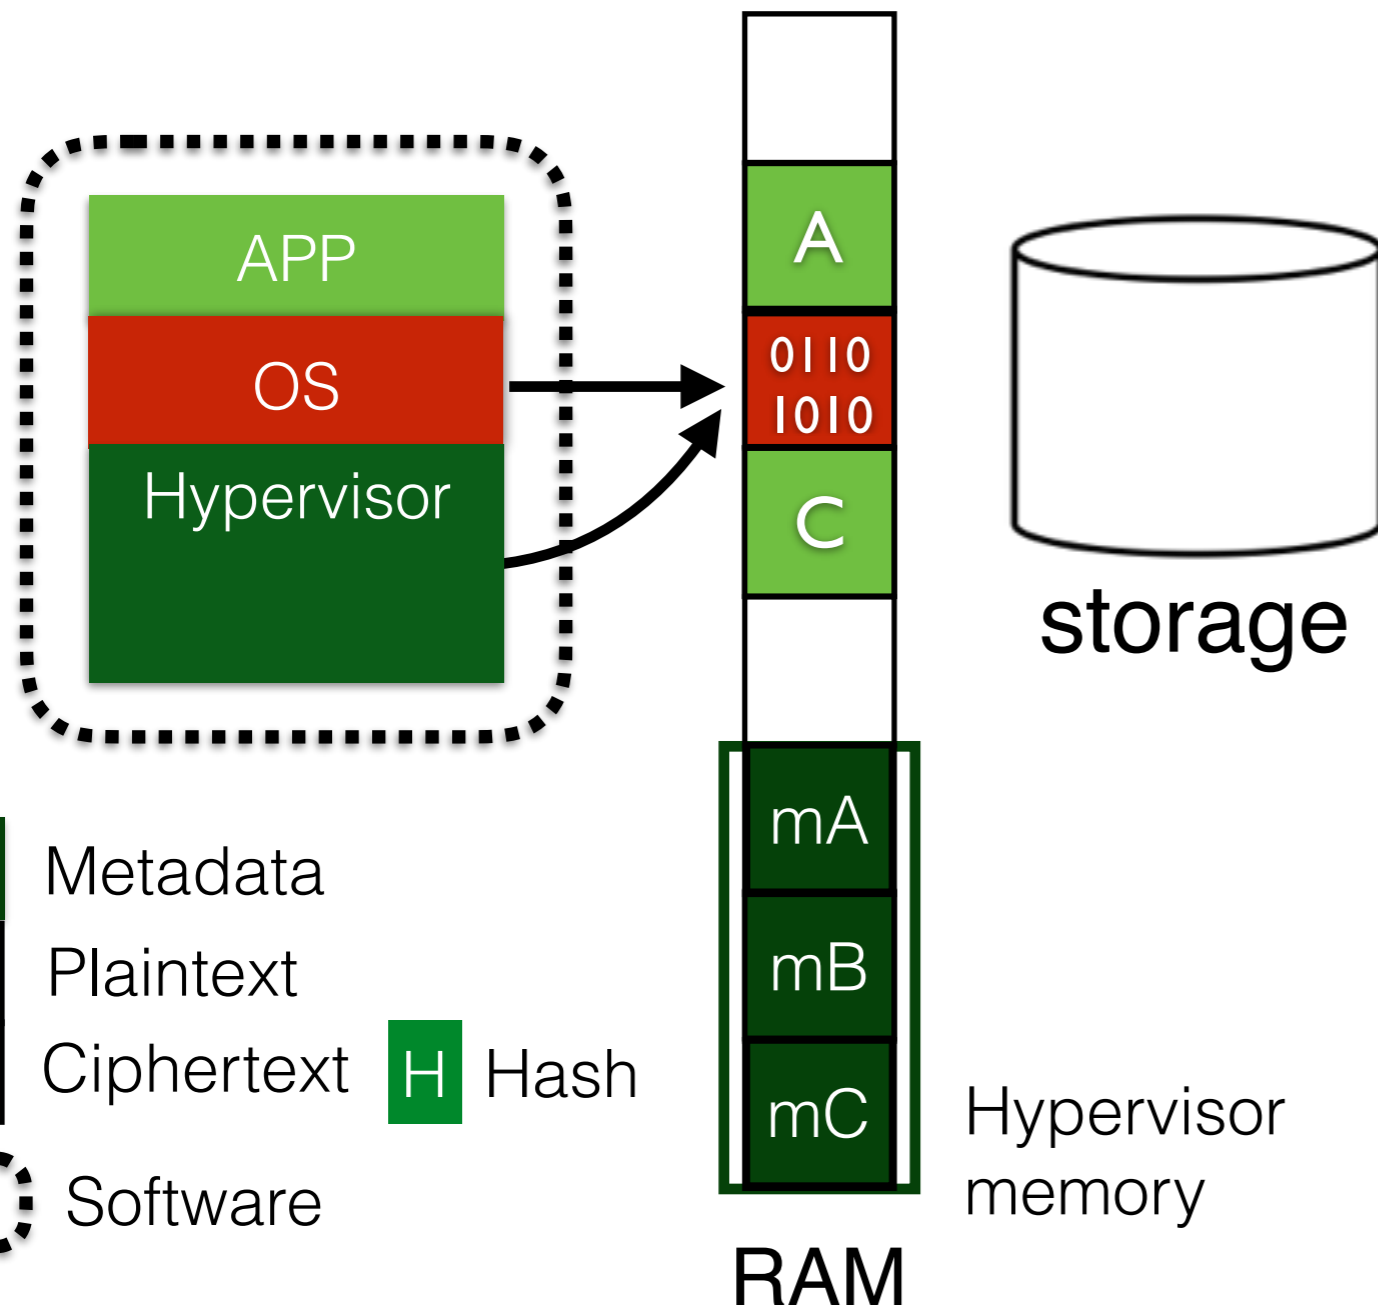 APP
OS
Hypervisor
A
0110
1010
C
storage
mA
mB
mC
Hypervisor
memory
RAM
Metadata
Plaintext
Ciphertext
H Hash
Software